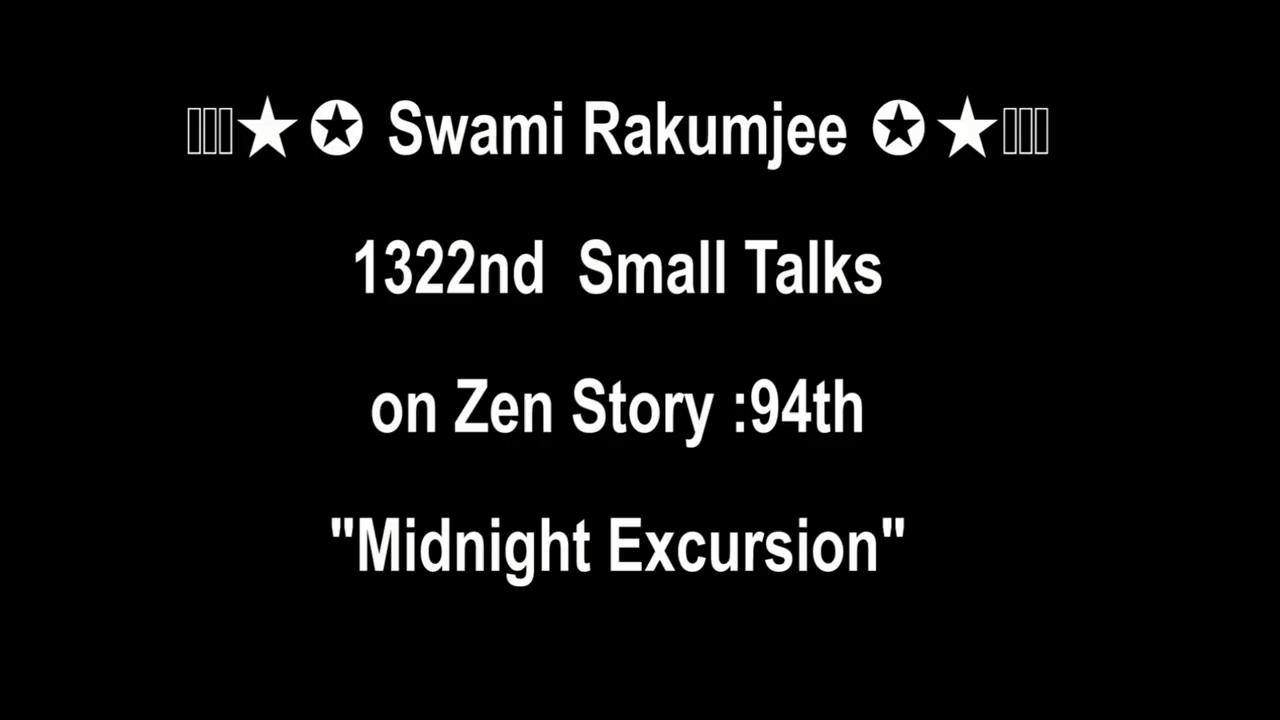 ★✪ Swami Rakumjee ✪★
1322nd Small Talks
on Zen Story :94th
"Midnight Excursion"